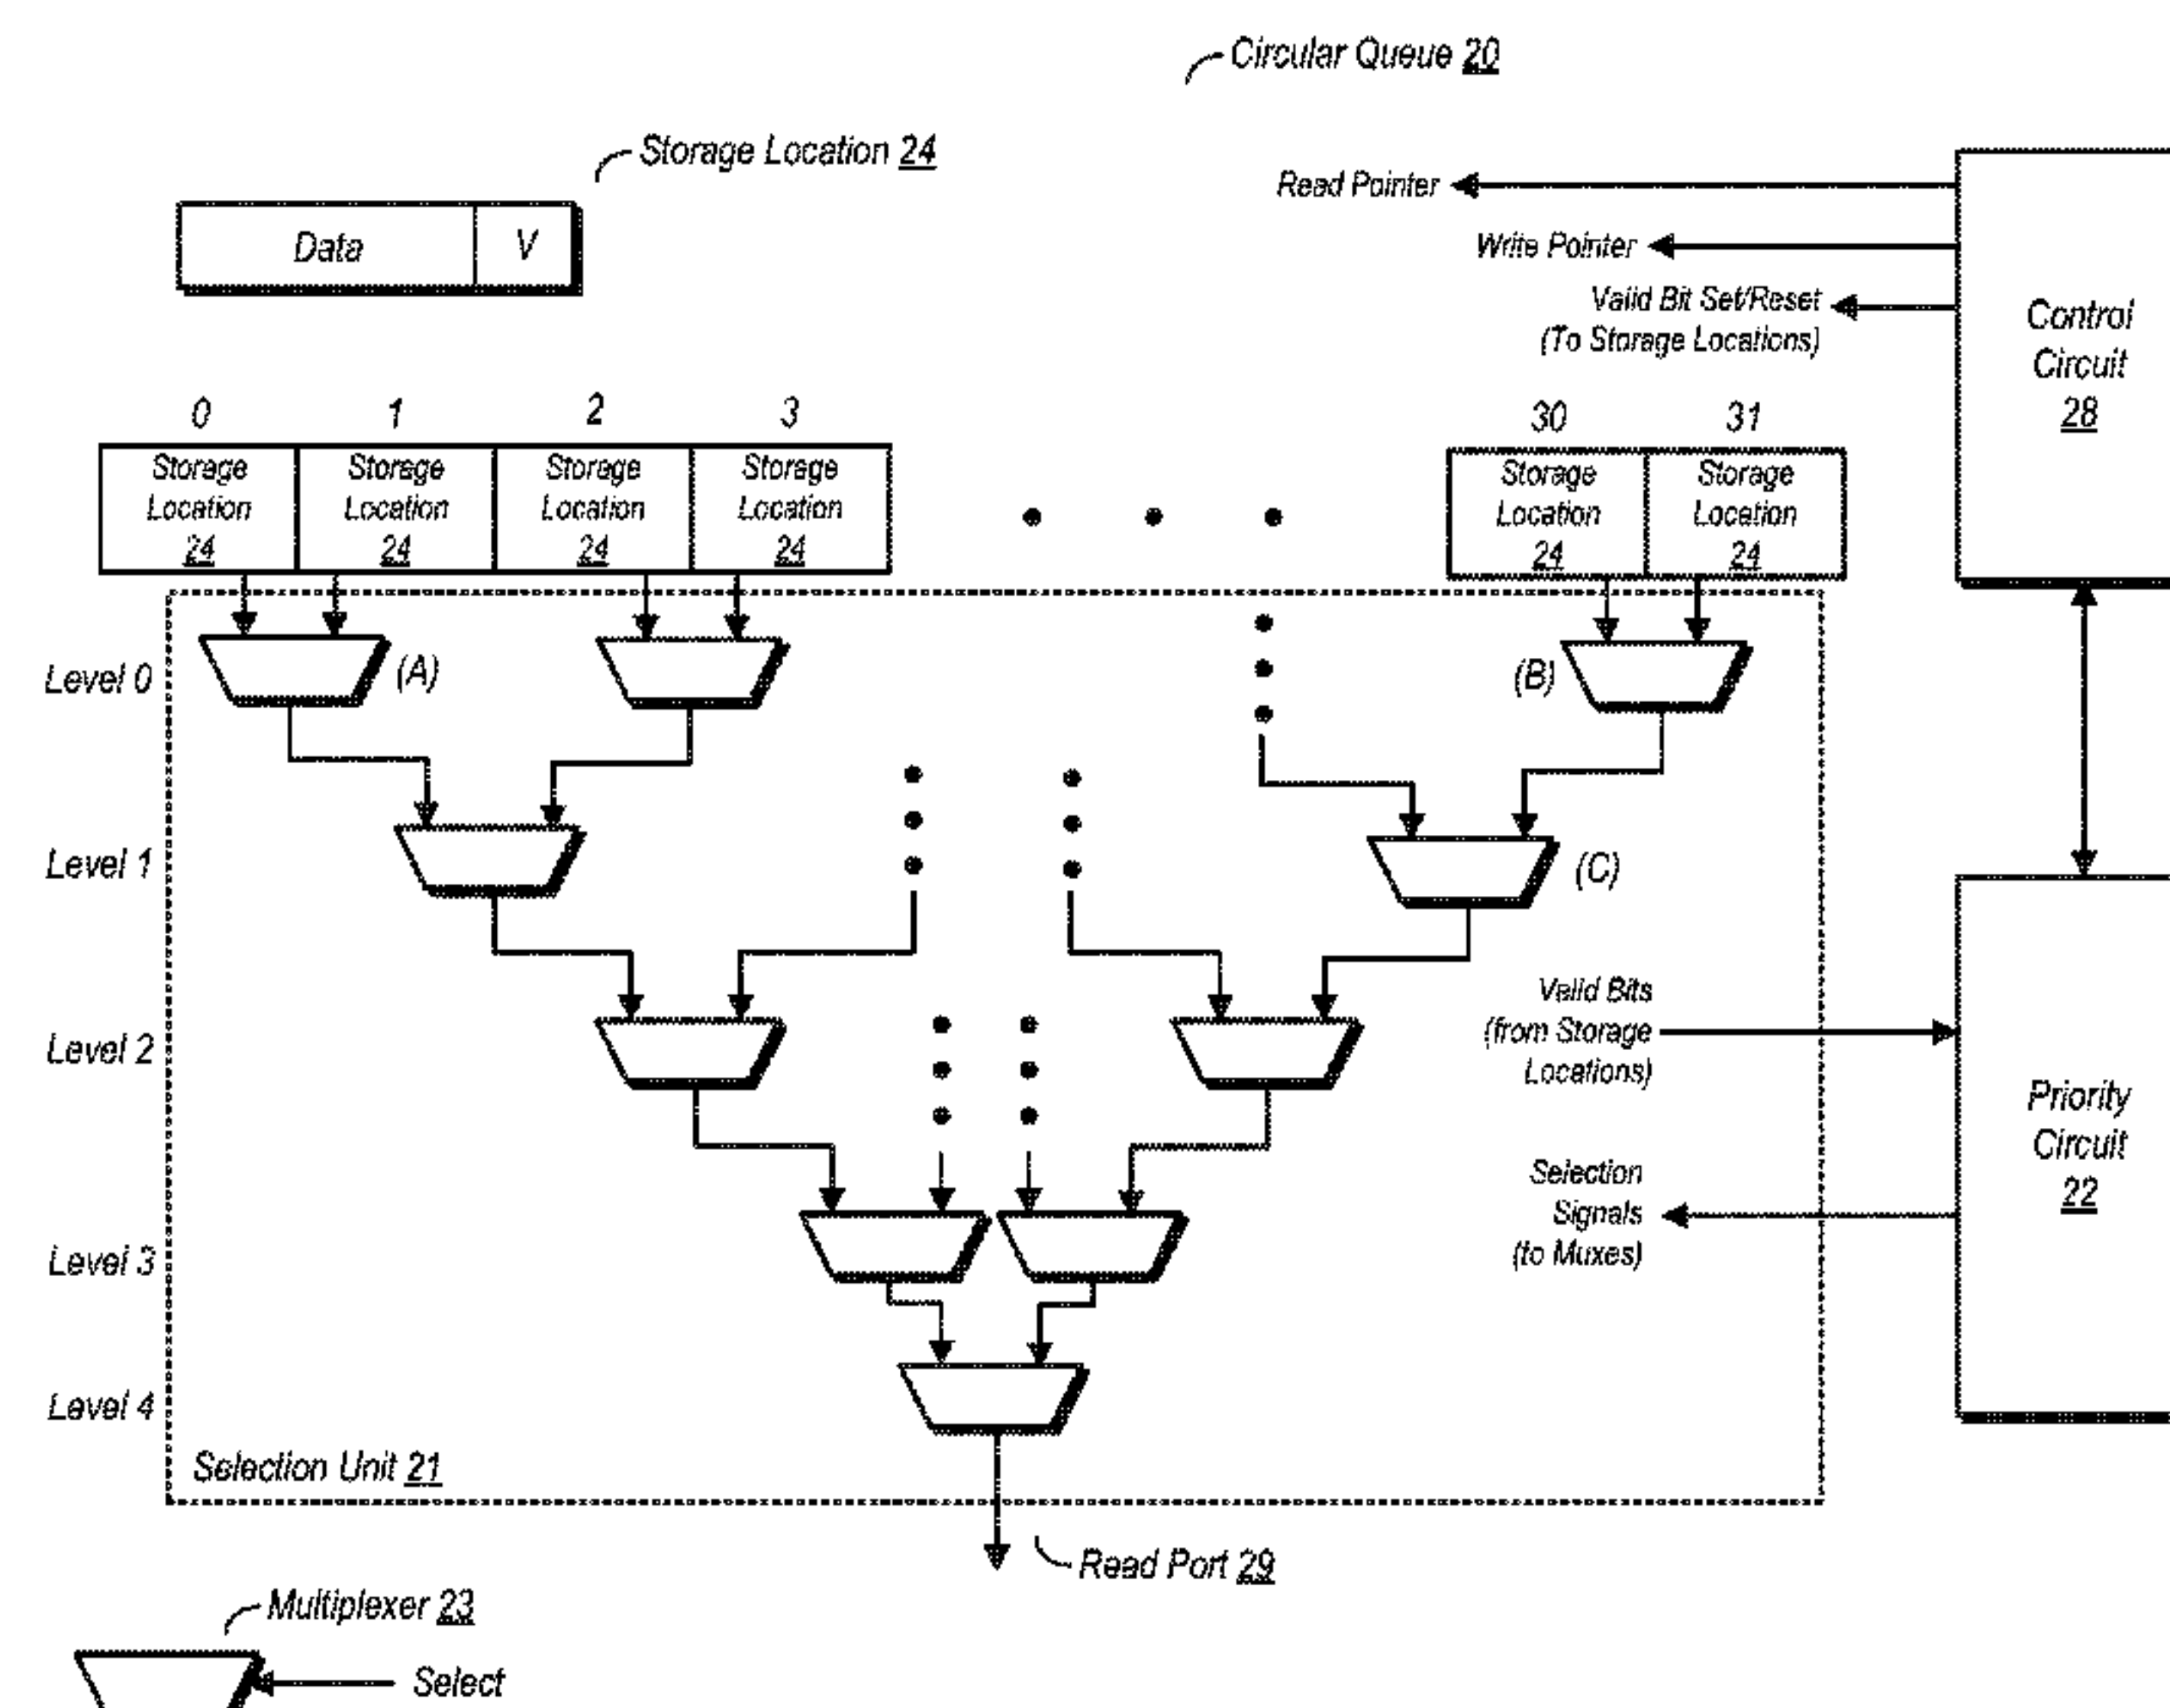 Circular Queue 20
Storage Location 24
Data
V
Read Pointer
Write Pointer
Valid Bit Set/Reset
(To Storage Locations)
Control
Circuit
28
0
1
2
3
30
31
Storage
Location
24
Storage
Location
24
Storage
Location
24
Storage
Location
24
Storage
Location
24
Storage
Location
24
Level 0
(A)
(B)
Level 1
(C)
Level 2
Valid Bits
(from Storage
Locations)
Priority
Circuit
22
Selection
Signals
(to Muxes)
Level 3
Level 4
Selection Unit 21
Read Port 29
Multiplexer 23
Select